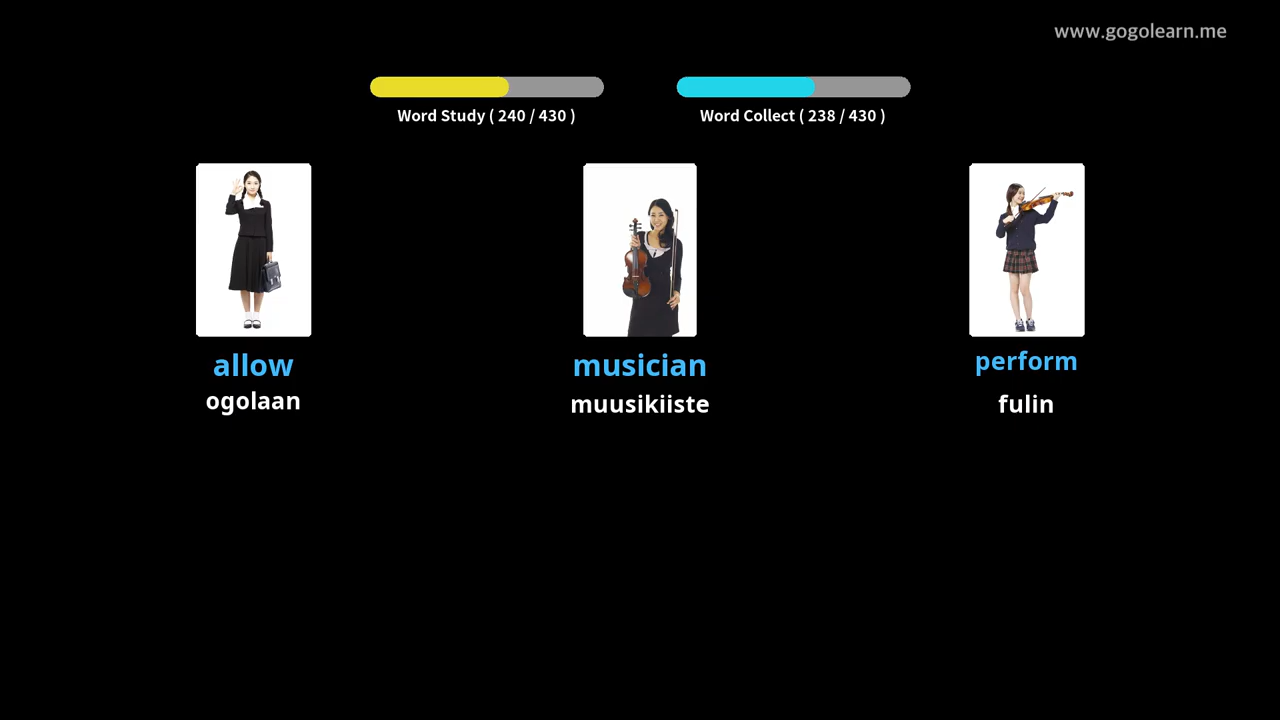 www.gogolearn.me
Word Study ( 240 / 430 )
Word Collect ( 238 / 430 )
allow
ogolaan
musician
muusikiiste
perform
fulin